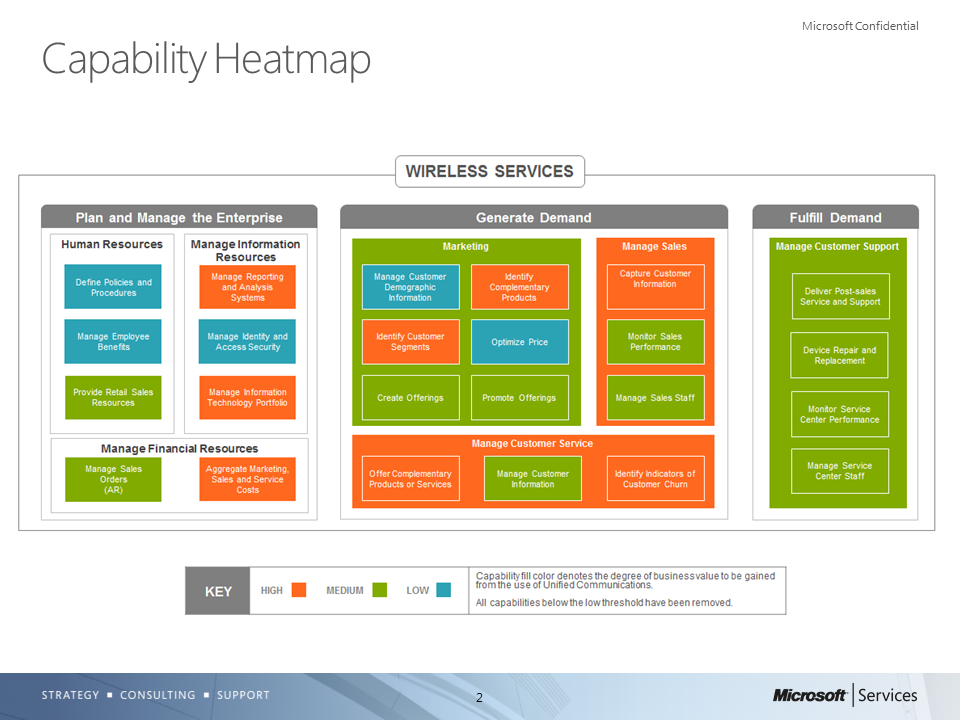 Microsoft Confidential
Capability Heatmap
WIRELESS SERVICES
Plan and Manage the Enterprise
Human Resources
Define Policies and
Procedures
Manage Employee
Benefits
Provide Retail Sales
Resources
Manage Information
Resources
Manage Reporting
and Analysis
Systems
Manage Identity and
Access Security
Manage Information
Technology Portfolio
Manage Financial Resources
Manage Sales
Orders
(AR)
Aggregate Marketing,
Sales and Service
Costs
Generate Demand
Marketing
Manage Customer
Demographic
Information
Identify
Complementary
Products
Identify Customer
Segments
Optimize Price
Create Offerings
Promote Offerings
Manage Sales
Capture Customer
Information
Monitor Sales
Performance
Manage Sales Staff
Manage Customer Service
Offer Complementary
Products or Services
Manage Customer
Information
Identify Indicators of
Customer Churn
Fulfill Demand
Manage Customer Support
Deliver Post-sales
Service and Support
Device Repair and
Replacement
Monitor Service
Center Performance
Manage Service
Center Staff
KEY
HIGH
MEDIUM
LOW
Capability fill color denotes the degree of business value to be gained
from the use of Unified Communications.
All capabilities below the low threshold have been removed.
STRATEGY ■ CONSULTING ■ SUPPORT
2
Microsoft Services